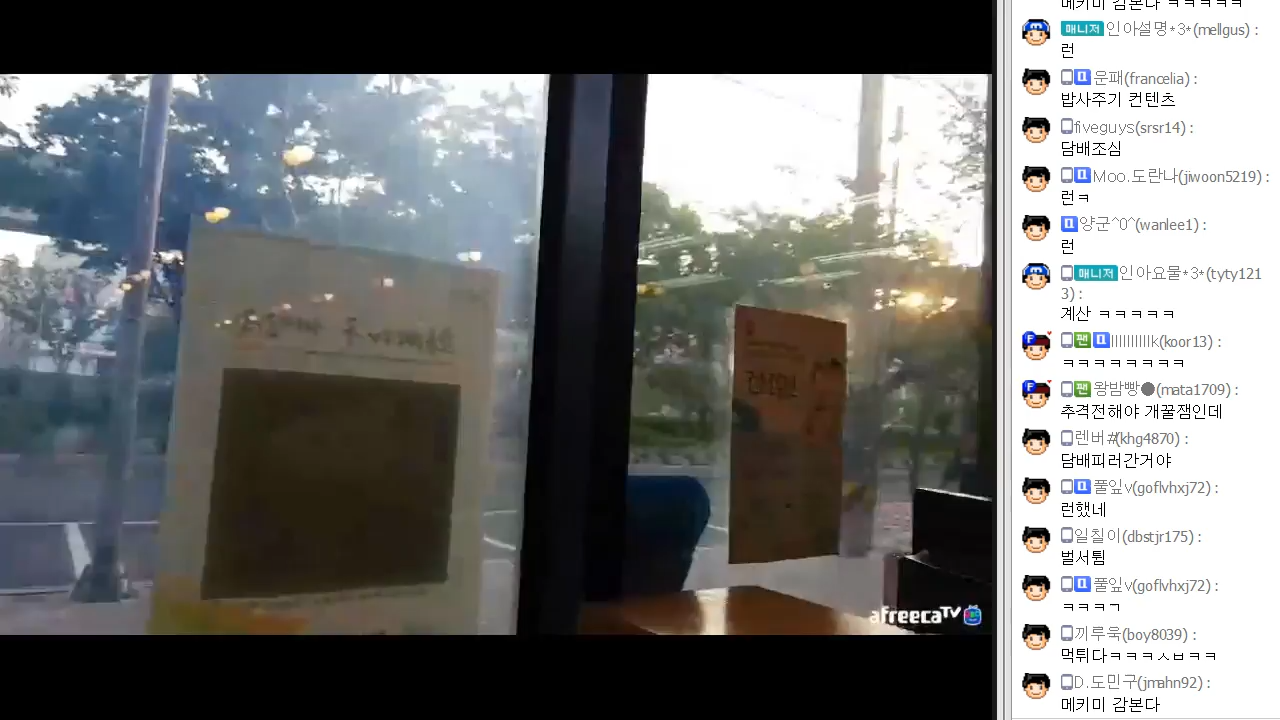 메키미 감본다 ㅋㅋㅋㅋㅋ
매니저 인아설명*3*(mellgus) :
런
운패(francelia) :
밥사주기 컨텐츠
fiveguys(srsr14) :
담배조심
Moo.도란나(jiwoon5219) :
런ㅋ
양군^0^(wanlee1) :
런
매니저 인아요물*3*(tyty121
3) :
계산 ㅋㅋㅋㅋㅋ
팬 lllllllllllk(koor13) :
ㅋㅋㅋㅋㅋㅋㅋㅋ
팬 왕밤빵●(mata1709) :
추격전해야 개꿀잼인데
렌버#(khg4870) :
담배피러간거야
풀잎v(goflvhxj72) :
런했네
일칠이(dbstjr175) :
벌서튐
풀잎v(goflvhxj72) :
ㅋㅋㅋㄱ
끼루욱(boy8039) :
먹튀다ㅋㅋㅋㅅㅂㅋㅋ
D.도민구(jmahn92) :
메키미 감본다
afreecaTV